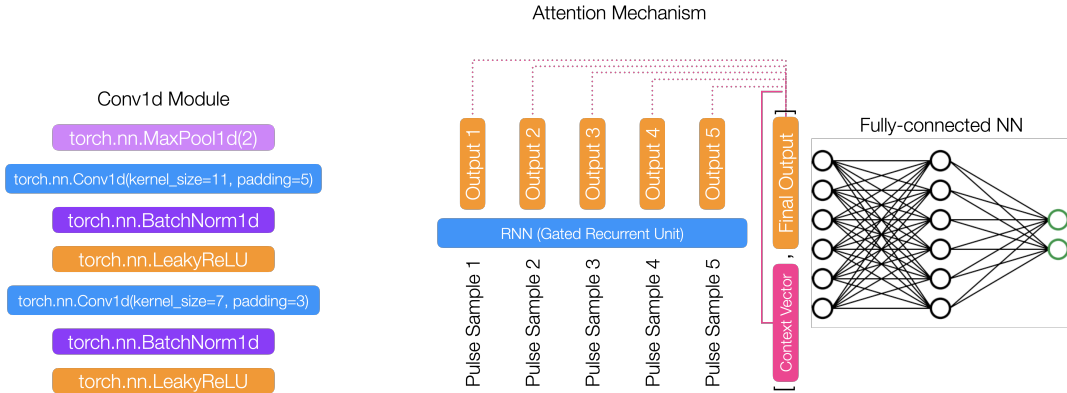 Attention Mechanism
Conv1d Module
torch.nn.MaxPool1d(2)
torch.nn.Conv1d(kernel_size=11, padding=5)
torch.nn.BatchNorm1d
torch.nn.LeakyReLU
torch.nn.Conv1d(kernel_size=7, padding=3)
torch.nn.BatchNorm1d
torch.nn.LeakyReLU
Output 1
Output 2
Output 3
Output 4
Output 5
RNN (Gated Recurrent Unit)
Pulse Sample 1
Pulse Sample 2
Pulse Sample 3
Pulse Sample 4
Pulse Sample 5
[Context Vector, Final Output]
Fully-connected NN